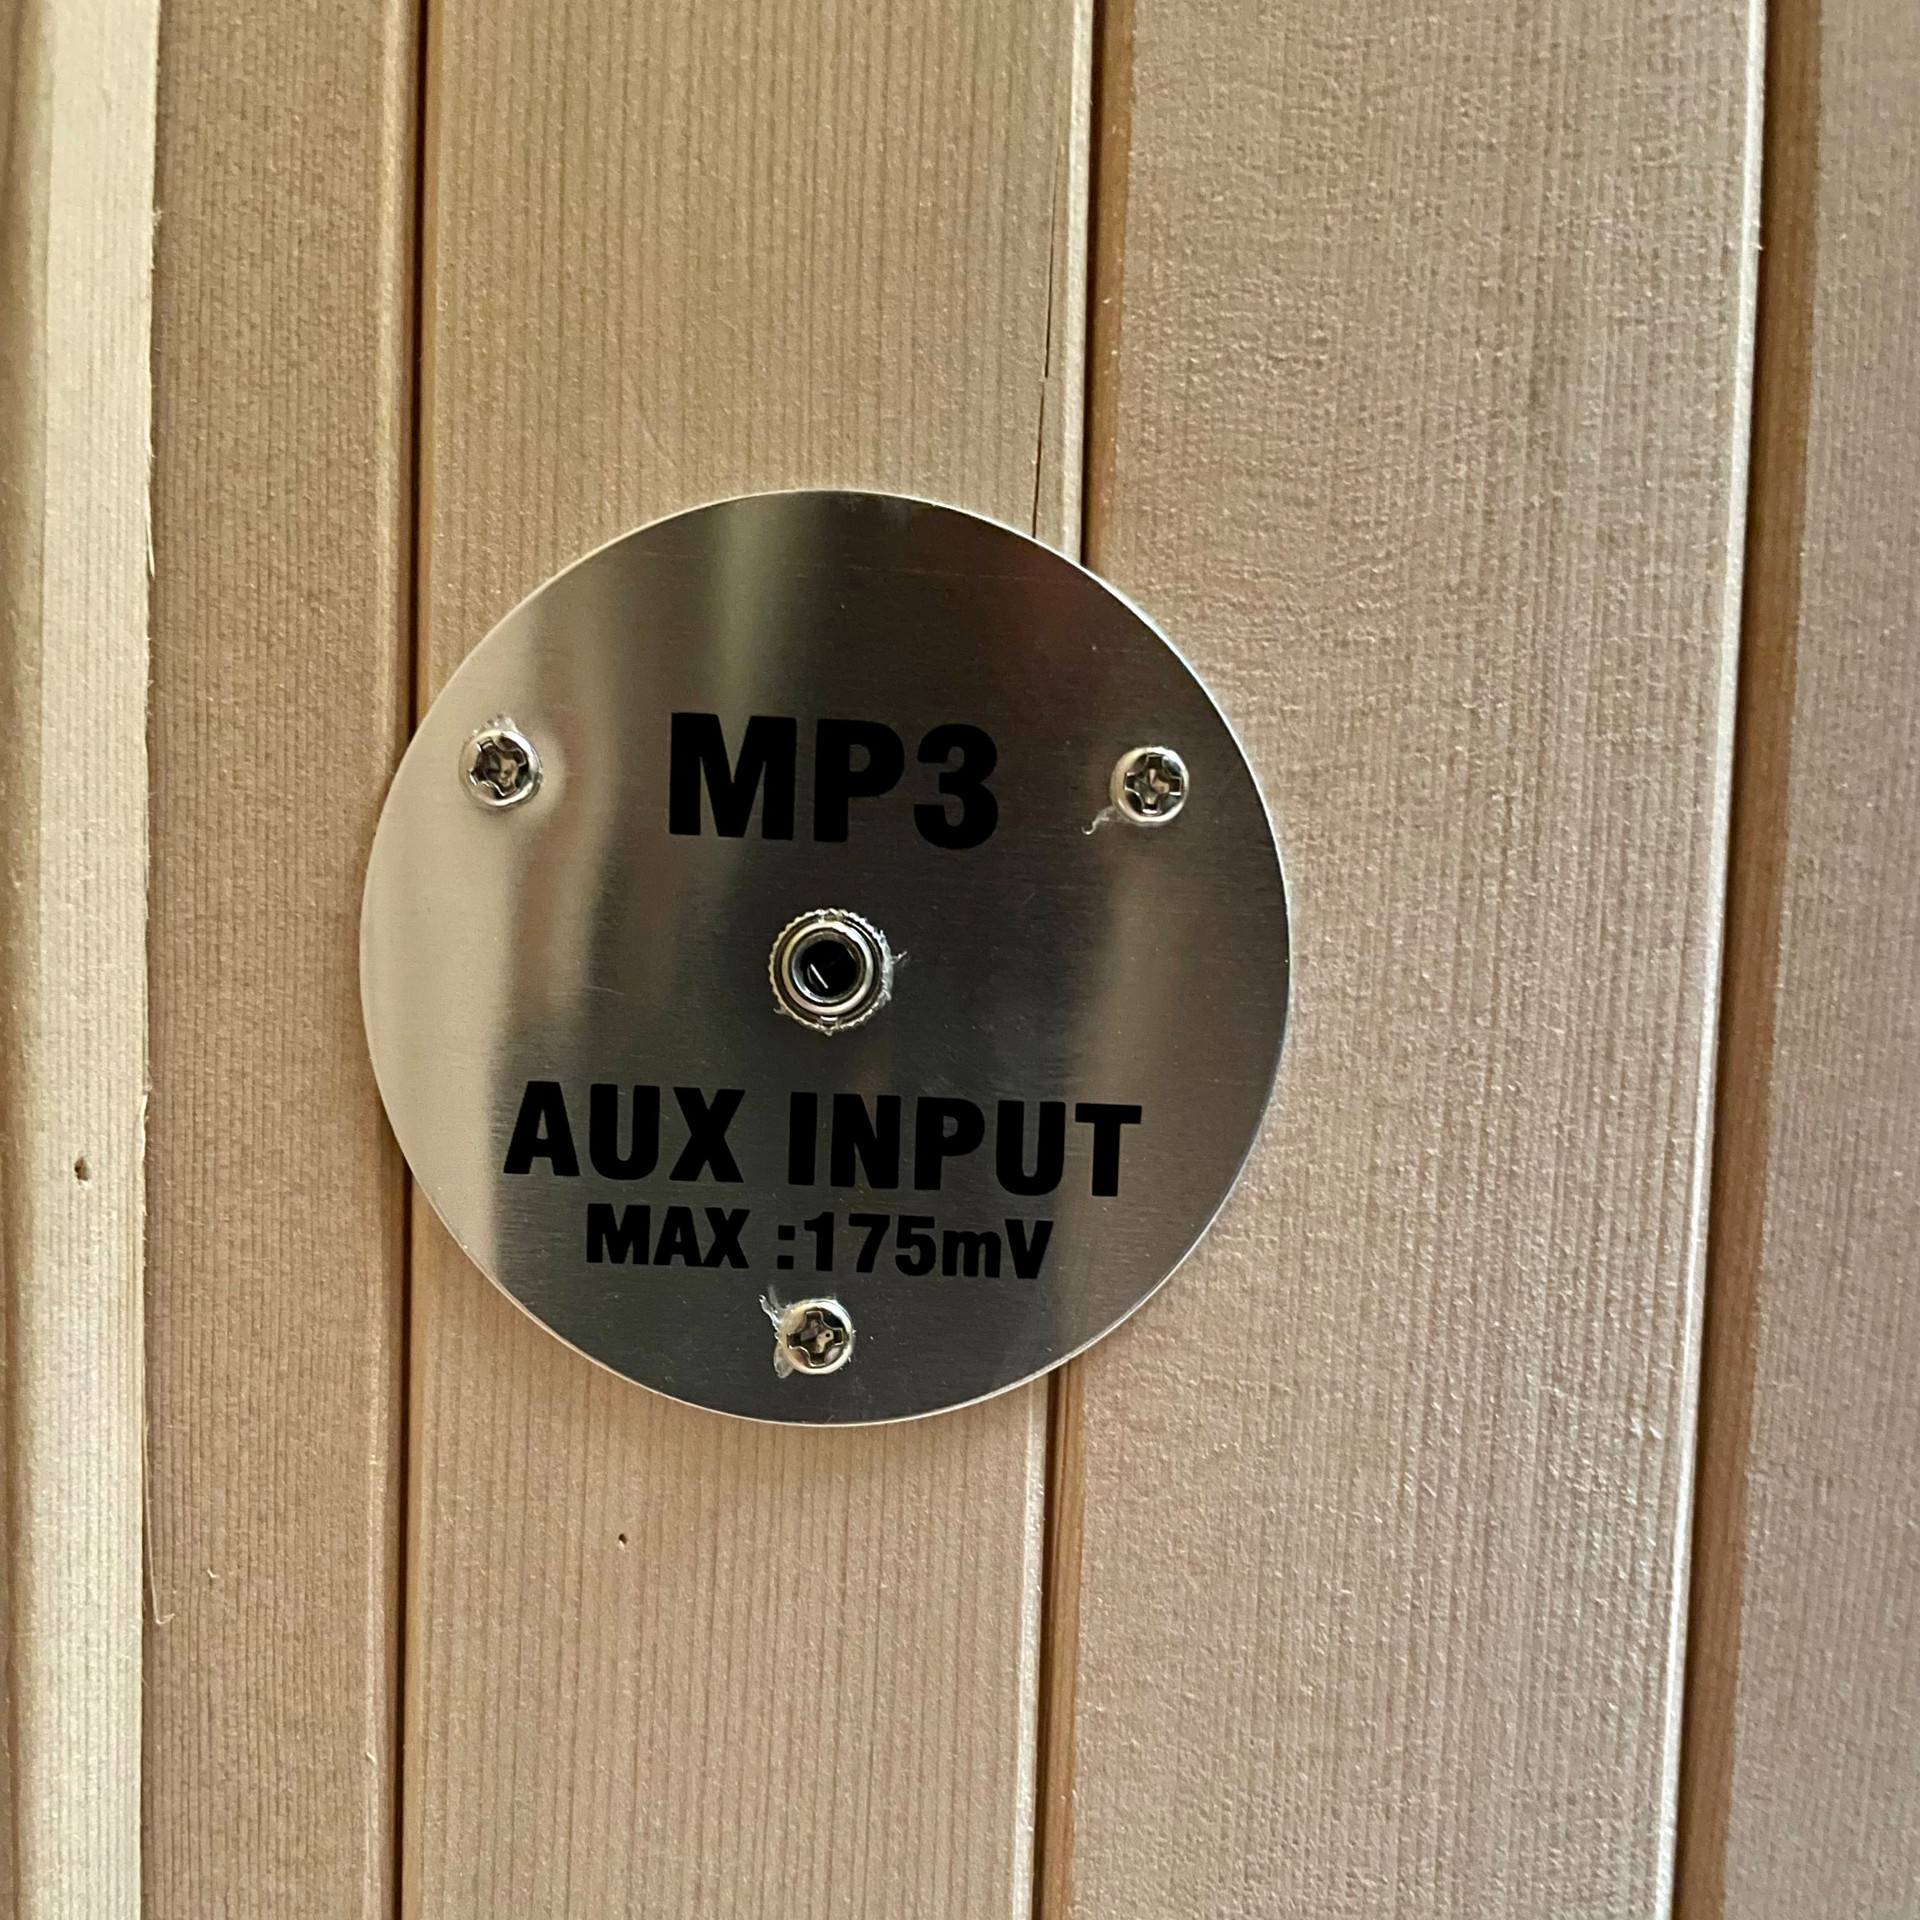 MP3
AUX INPUT
MAX :175mV